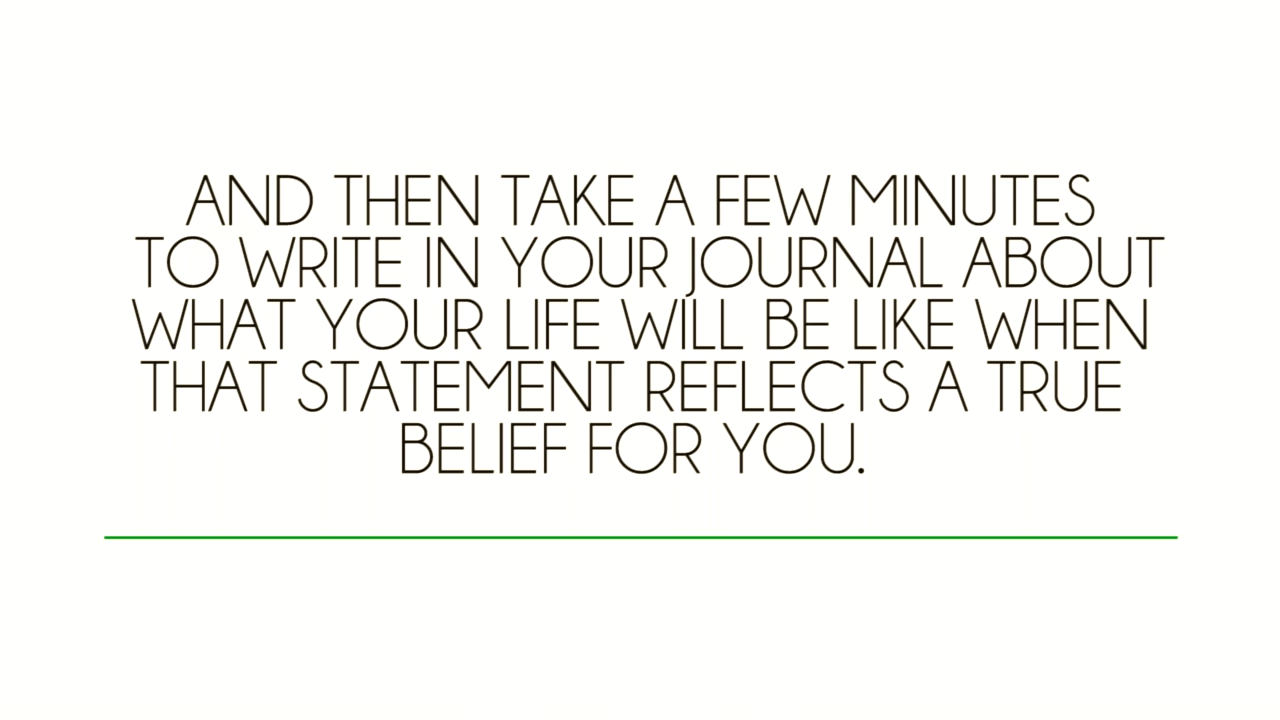 AND THEN TAKE A FEW MINUTES
TO WRITE IN YOUR JOURNAL ABOUT
WHAT YOUR LIFE WILL BE LIKE WHEN
THAT STATEMENT REFLECTS A TRUE
BELIEF FOR YOU.